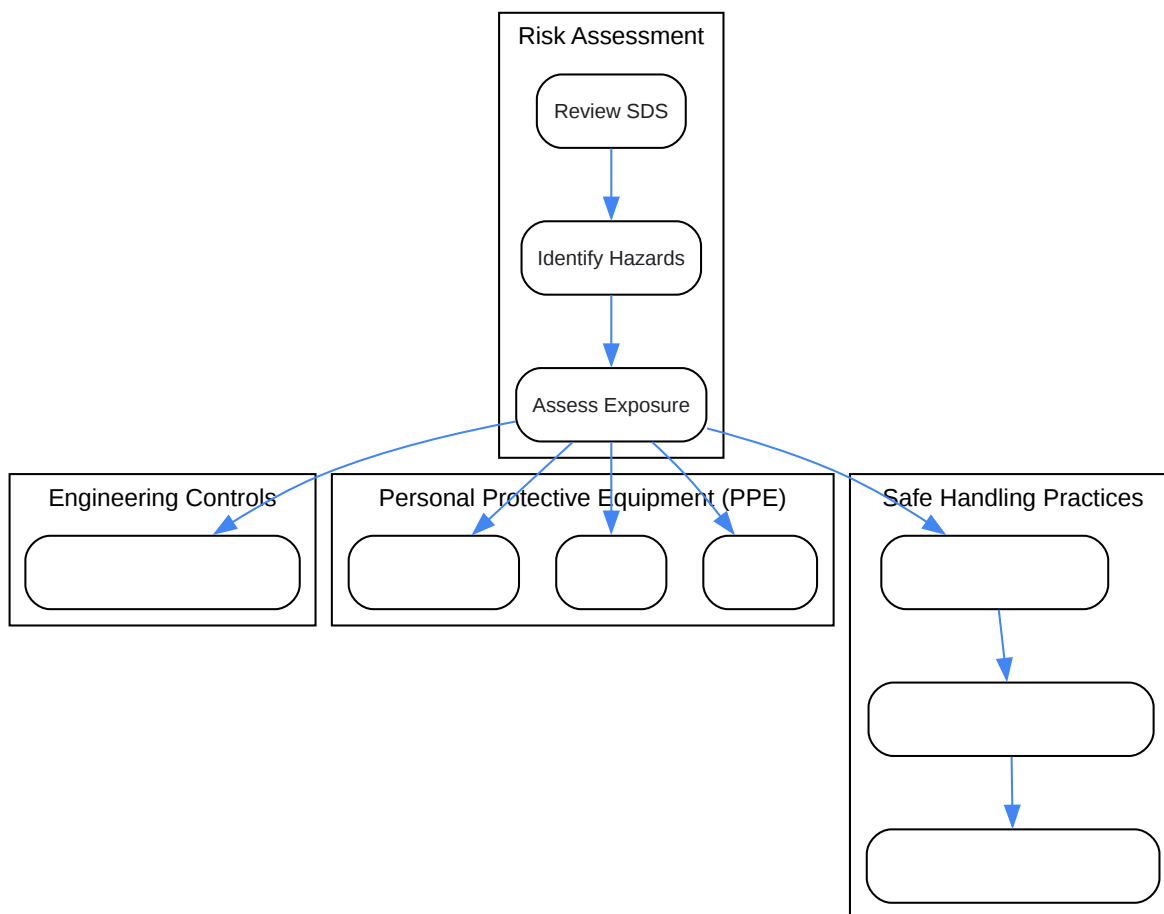 Risk Assessment
Review SDS
Identify Hazards
Assess Exposure
Engineering Controls
Personal Protective Equipment (PPE)
Safe Handling Practices